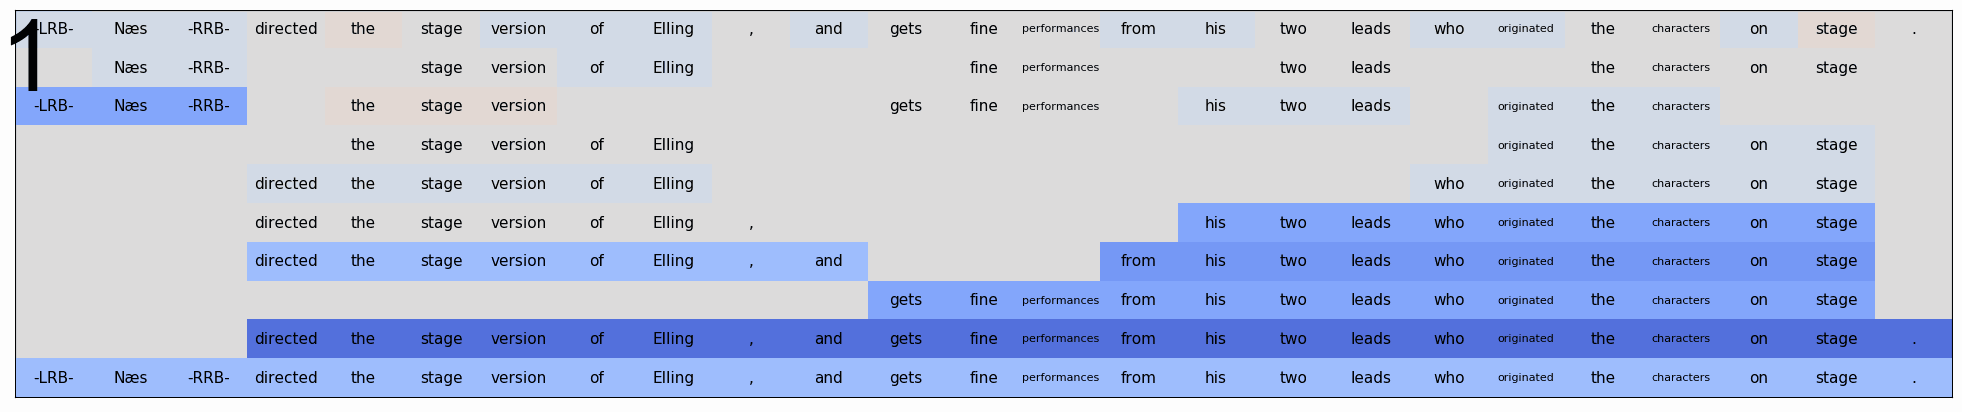 1
-LRB- Næs -RRB- directed the stage version of Elling , and gets fine performances from his two leads who originated the characters on stage .
Næs -RRB- stage version of Elling fine performances two leads the characters on stage
-LRB- Næs -RRB- the stage version gets fine performances his two leads originated the characters
the stage version of Elling originated the characters on stage
directed the stage version of Elling who originated the characters on stage
directed the stage version of Elling , his two leads who originated the characters on stage
directed the stage version of Elling , and from his two leads who originated the characters on stage
gets fine performances from his two leads who originated the characters on stage
directed the stage version of Elling , and gets fine performances from his two leads who originated the characters on stage .
-LRB- Næs -RRB- directed the stage version of Elling , and gets fine performances from his two leads who originated the characters on stage .